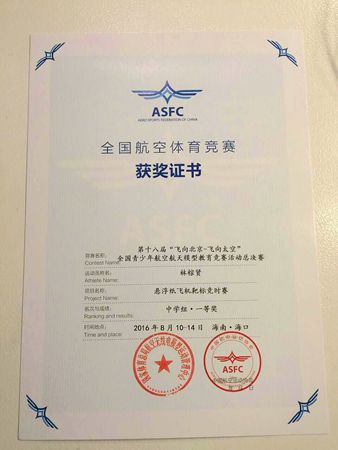 ASFC
AERO SPORTS FEDERATION OF CHINA
全国航空体育竞赛
获奖证书
竞赛名称: 第十八届“飞向北京-飞向太空”
Contest Name: 全国青少年航空航天模型教育竞赛活动总决赛
运动员姓名: 林榕贤
Athlete Name:
项目名称: 悬浮纸飞机靶标竞时赛
Project Name:
名次与成绩: 中学组·一等奖
Ranking and results:
时间地点: 2016年8月10-14日 海南·海口
Time and place:
ASFC